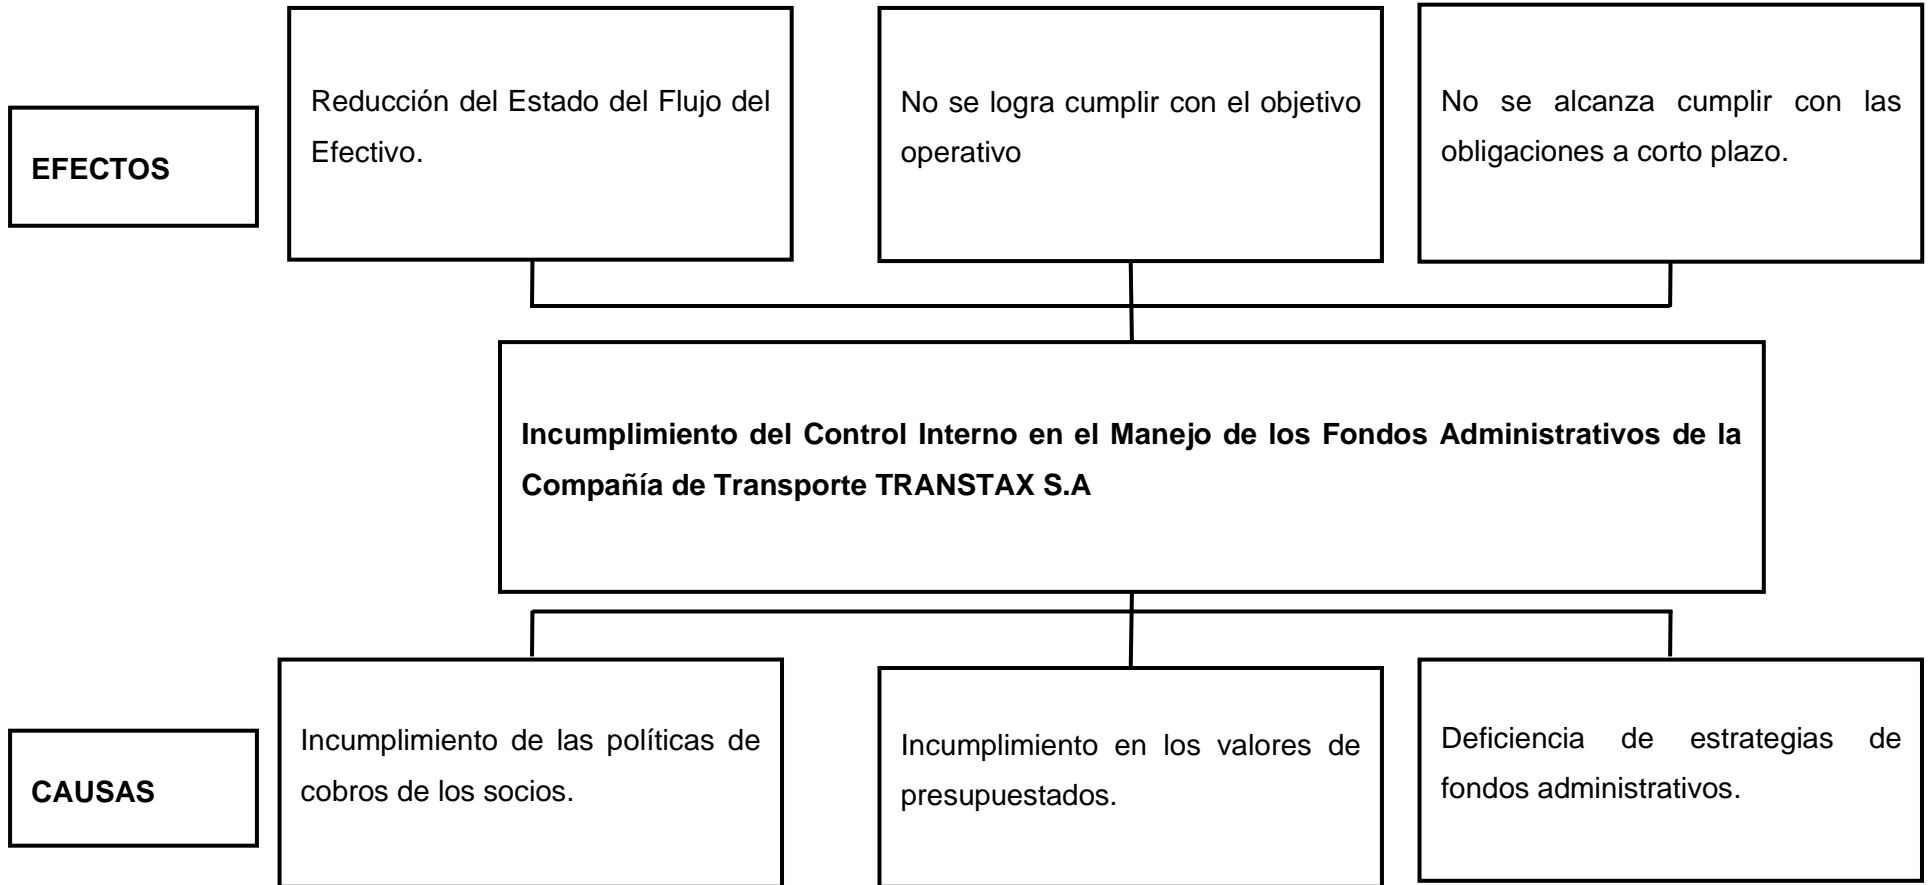 EFECTOS
Reducción del Estado del Flujo del
Efectivo.
No se logra cumplir con el objetivo
operativo
No se alcanza cumplir con las
obligaciones a corto plazo.
Incumplimiento del Control Interno en el Manejo de los Fondos Administrativos de la
Compañía de Transporte TRANSTAX S.A
CAUSAS
Incumplimiento de las políticas de
cobros de los socios.
Incumplimiento en los valores de
presupuestados.
Deficiencia de estrategias de
fondos administrativos.